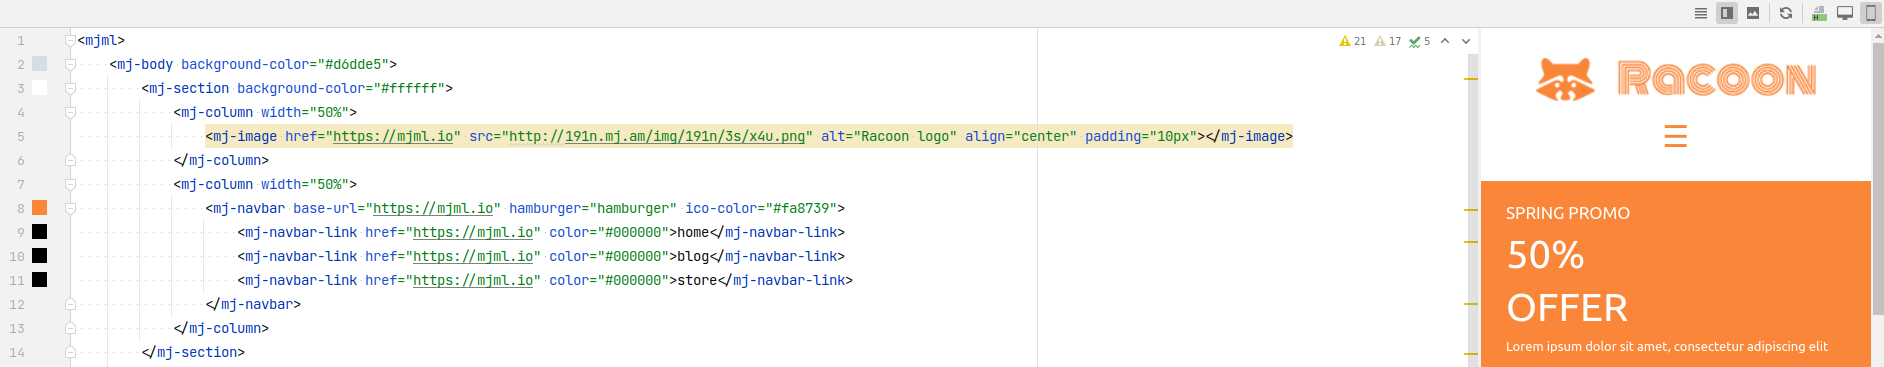 21 17 5
1 <mjml>
2 <mj-body background-color="#d6dde5">
3 <mj-section background-color="#ffffff">
4 <mj-column width="50%">
5 <mj-image href="https://mjml.io" src="http://191n.mj.am/img/191n/3s/x4u.png" alt="Racoon logo" align="center" padding="10px"></mj-image>
6 </mj-column>
7 <mj-column width="50%">
8 <mj-navbar base-url="https://mjml.io" hamburger="hamburger" ico-color="#fa8739">
9 <mj-navbar-link href="https://mjml.io" color="#000000">home</mj-navbar-link>
10 <mj-navbar-link href="https://mjml.io" color="#000000">blog</mj-navbar-link>
11 <mj-navbar-link href="https://mjml.io" color="#000000">store</mj-navbar-link>
12 </mj-navbar>
13 </mj-column>
14 </mj-section>
Racoon
SPRING PROMO
50%
OFFER
Lorem ipsum dolor sit amet, consectetur adipiscing elit